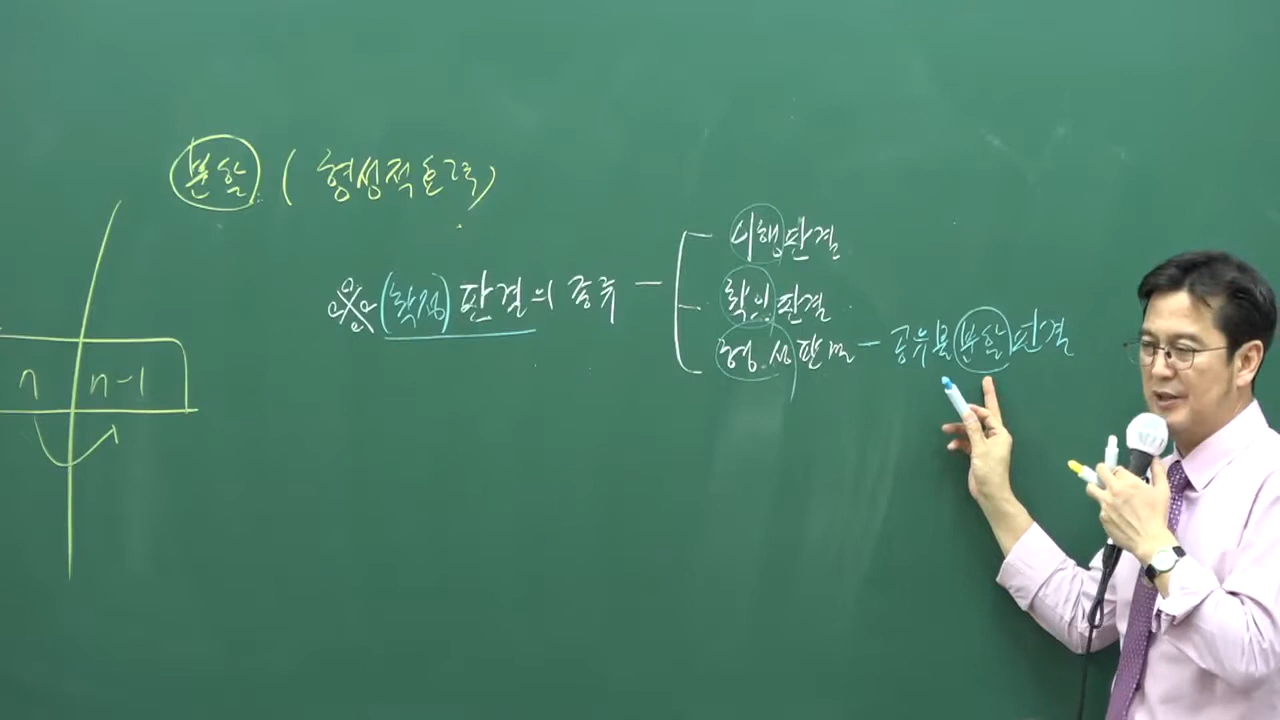 분할 (형성적효력)
※ (확정) 판결의 종류 —
이행판결
확인판결
형성판결 — 공유물분할판결
n n-1